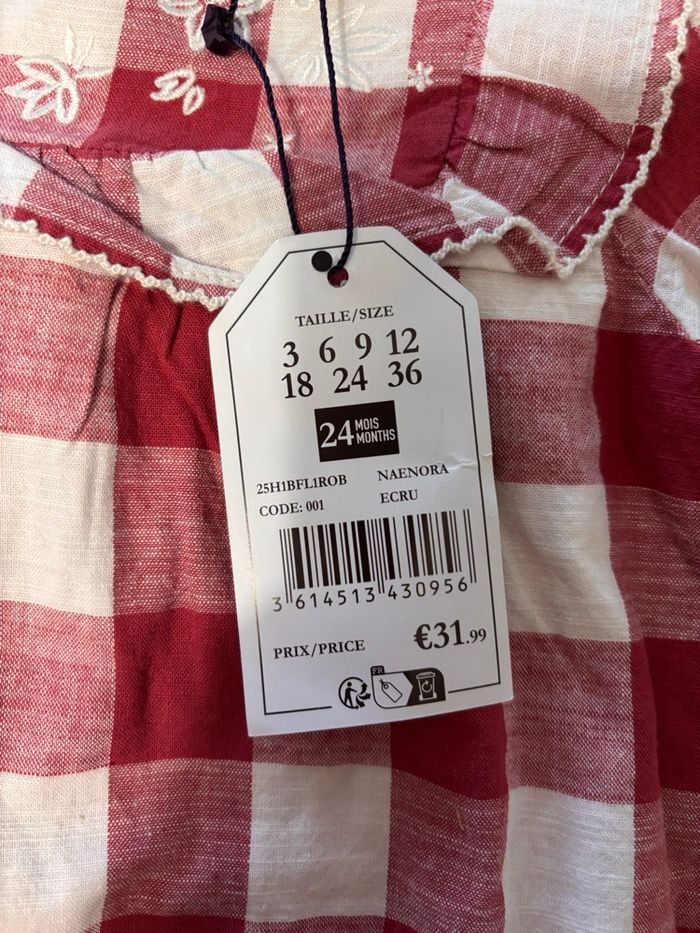 TAILLE/SIZE
3 6 9 12
18 24 36
24 MOIS MONTHS
25H1BFL1ROB NAENORA
CODE: 001 ECRU
3 614513 430956
PRIX/PRICE €31.99
FR